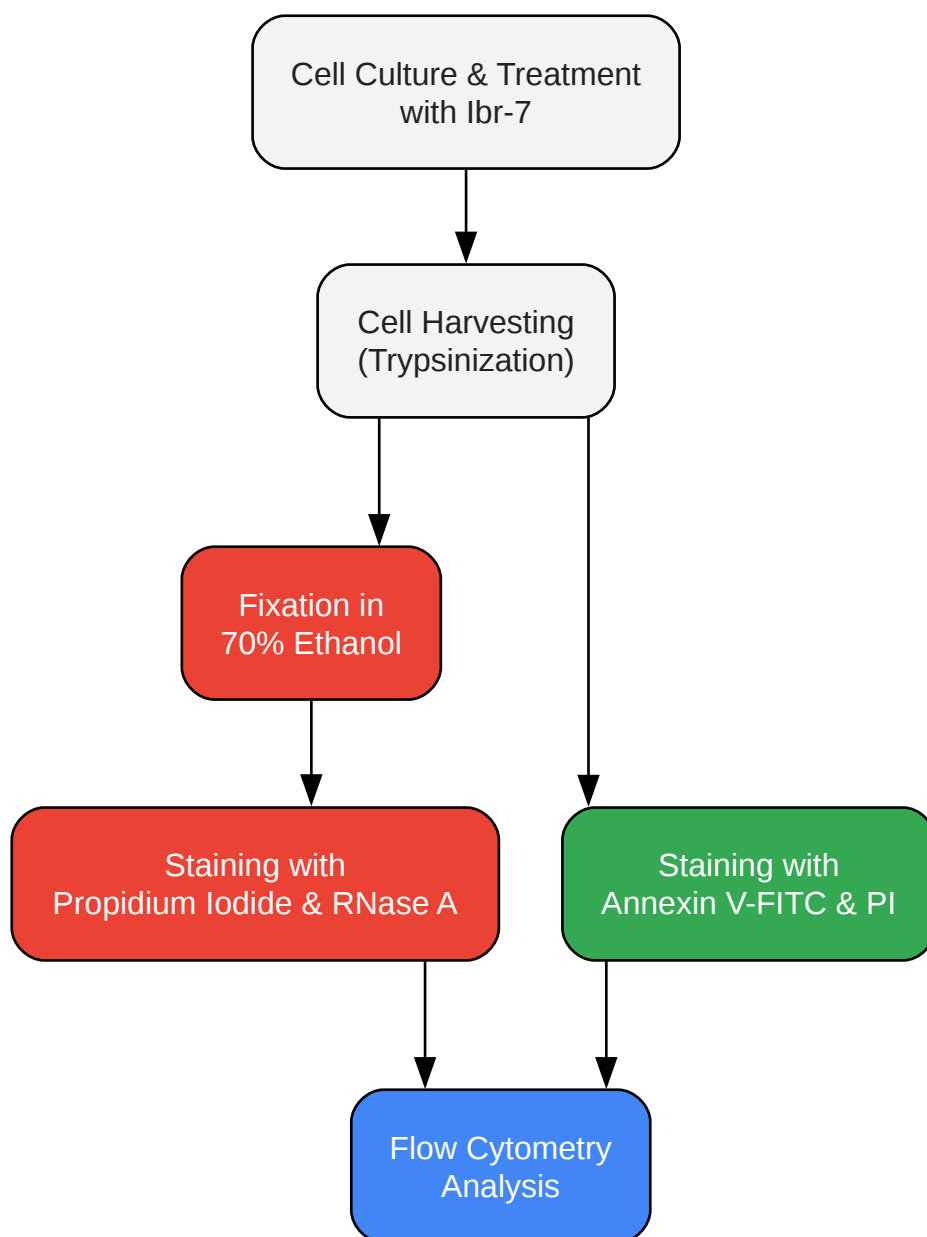 Cell Culture & Treatment
with Ibr-7
Cell Harvesting
(Trypsinization)
Fixation in
70% Ethanol
Staining with
Propidium Iodide & RNase A
Staining with
Annexin V-FITC & PI
Flow Cytometry
Analysis